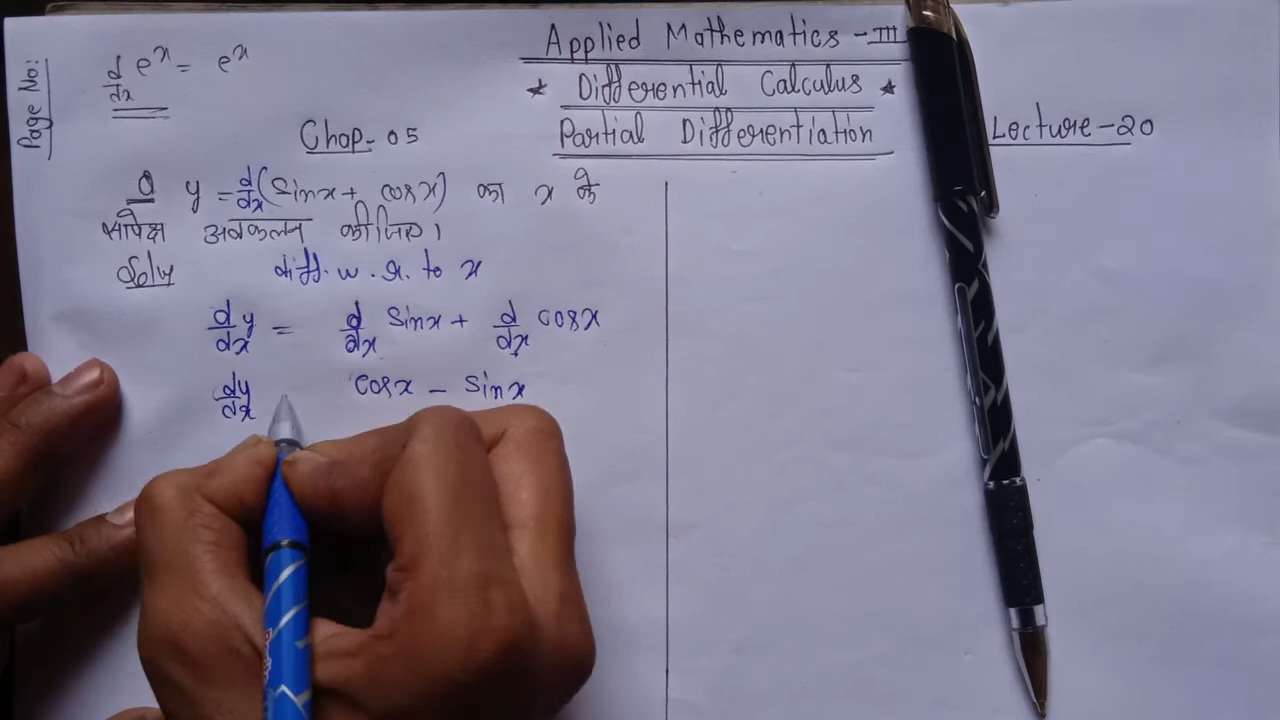 Page No:
d/dx e^x = e^x
Applied Mathematics - III
* Differential Calculus *
Chap- 05
Partial Differentiation
Lecture-20
Q y = d/dx (Sinx + cosx) का x के
सापेक्ष अवकलन कीजिए।
Soln diff. w. r. to x
dy/dx = d/dx Sinx + d/dx cosx
dy/dx cosx - Sinx